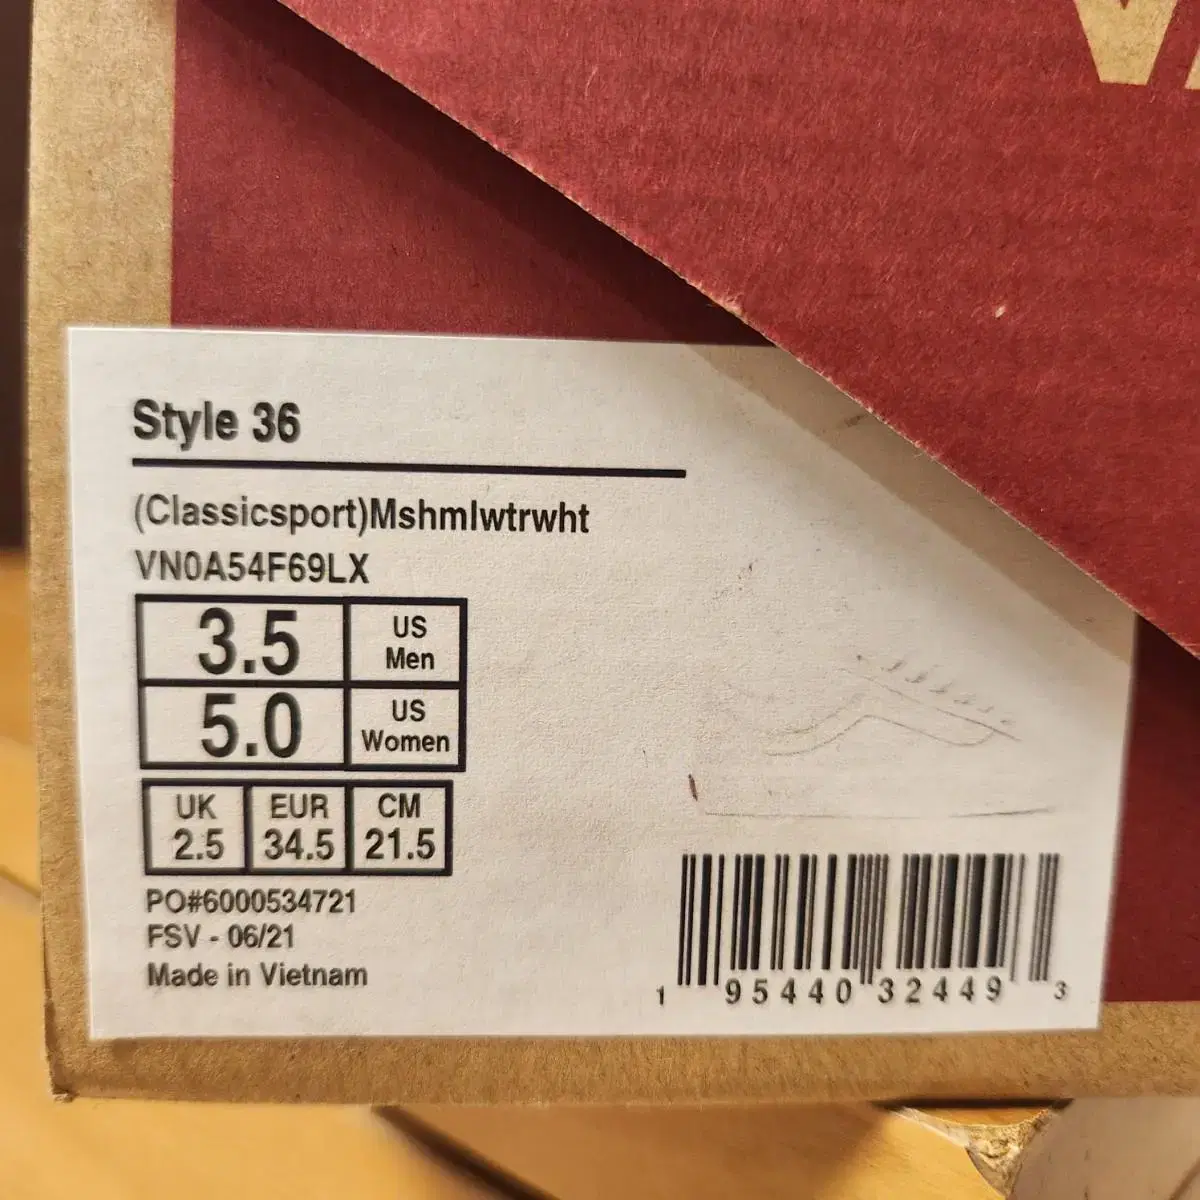 Style 36
(Classicsport)Mshmlwtrwht
VN0A54F69LX
3.5 US Men
5.0 US Women
UK EUR CM
2.5 34.5 21.5
PO#6000534721
FSV - 06/21
Made in Vietnam
1 95440 32449 3